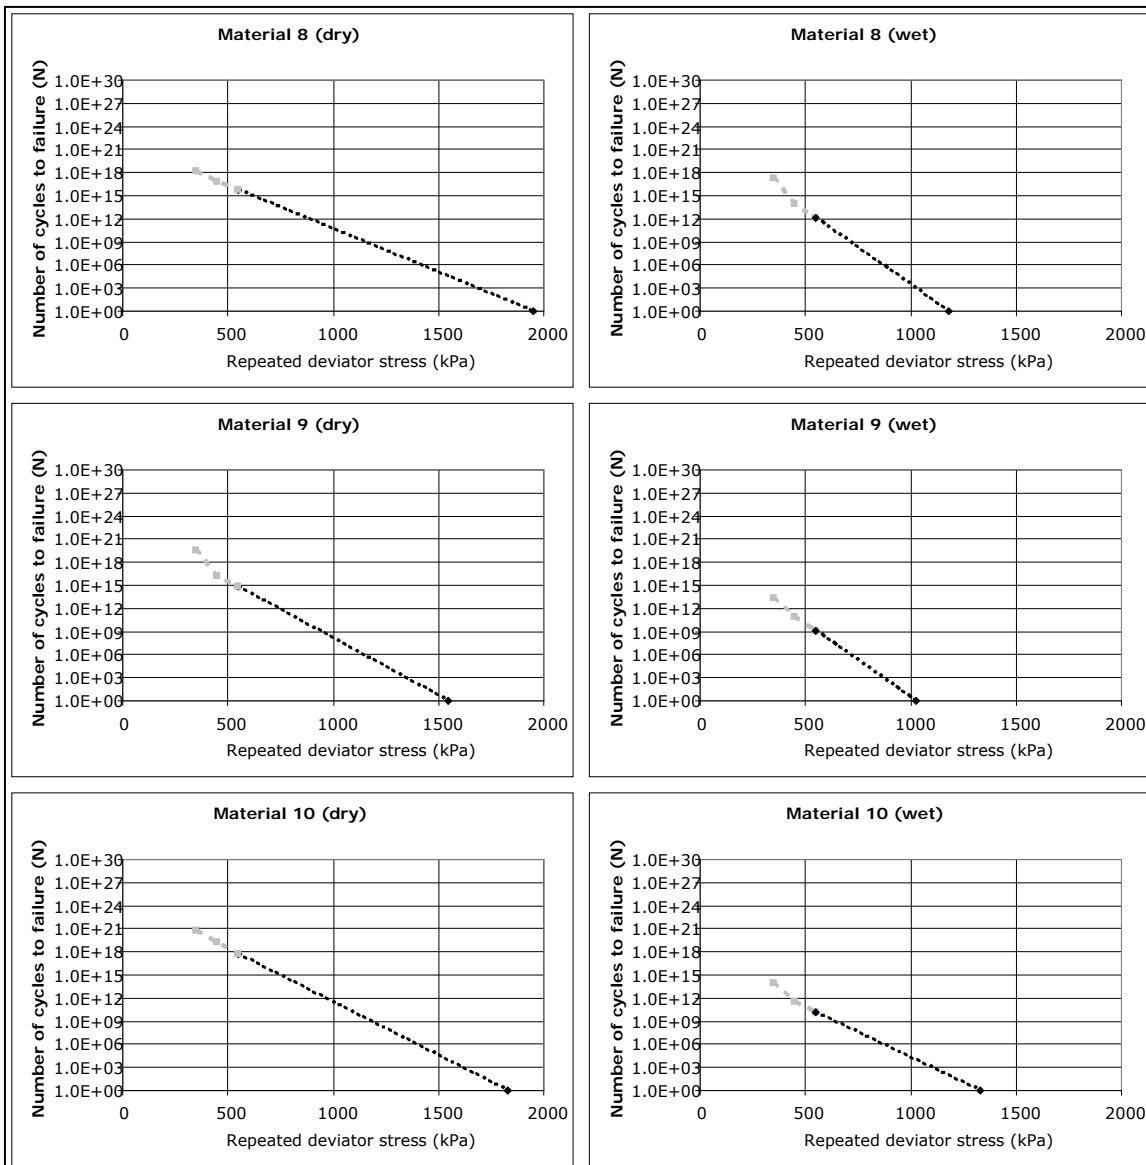 Material 8 (dry)
Number of cycles to failure (N)
1.0E+30
1.0E+27
1.0E+24
1.0E+21
1.0E+18
1.0E+15
1.0E+12
1.0E+09
1.0E+06
1.0E+03
1.0E+00
0 500 1000 1500 2000
Repeated deviator stress (kPa)
Material 8 (wet)
Number of cycles to failure (N)
1.0E+30
1.0E+27
1.0E+24
1.0E+21
1.0E+18
1.0E+15
1.0E+12
1.0E+09
1.0E+06
1.0E+03
1.0E+00
0 500 1000 1500 2000
Repeated deviator stress (kPa)
Material 9 (dry)
Number of cycles to failure (N)
1.0E+30
1.0E+27
1.0E+24
1.0E+21
1.0E+18
1.0E+15
1.0E+12
1.0E+09
1.0E+06
1.0E+03
1.0E+00
0 500 1000 1500 2000
Repeated deviator stress (kPa)
Material 9 (wet)
Number of cycles to failure (N)
1.0E+30
1.0E+27
1.0E+24
1.0E+21
1.0E+18
1.0E+15
1.0E+12
1.0E+09
1.0E+06
1.0E+03
1.0E+00
0 500 1000 1500 2000
Repeated deviator stress (kPa)
Material 10 (dry)
Number of cycles to failure (N)
1.0E+30
1.0E+27
1.0E+24
1.0E+21
1.0E+18
1.0E+15
1.0E+12
1.0E+09
1.0E+06
1.0E+03
1.0E+00
0 500 1000 1500 2000
Repeated deviator stress (kPa)
Material 10 (wet)
Number of cycles to failure (N)
1.0E+30
1.0E+27
1.0E+24
1.0E+21
1.0E+18
1.0E+15
1.0E+12
1.0E+09
1.0E+06
1.0E+03
1.0E+00
0 500 1000 1500 2000
Repeated deviator stress (kPa)